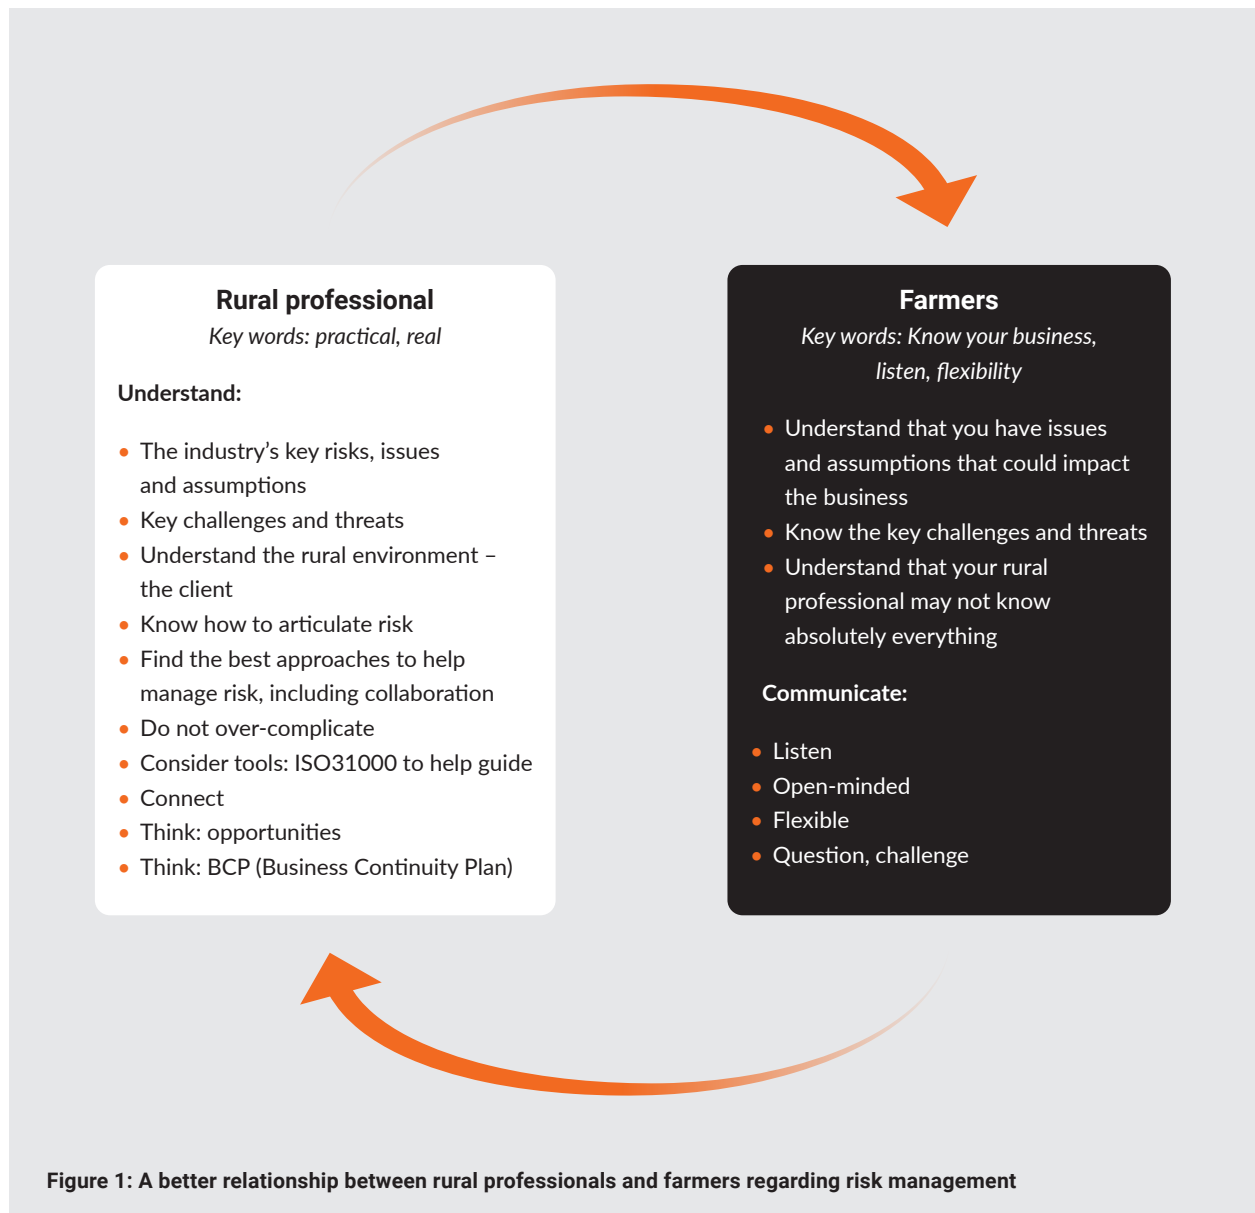 Rural professional
Key words: practical, real
Understand:
• The industry’s key risks, issues
and assumptions
• Key challenges and threats
• Understand the rural environment –
the client
• Know how to articulate risk
• Find the best approaches to help
manage risk, including collaboration
• Do not over-complicate
• Consider tools: ISO31000 to help guide
• Connect
• Think: opportunities
• Think: BCP (Business Continuity Plan)
Farmers
Key words: Know your business,
listen, flexibility
• Understand that you have issues
and assumptions that could impact
the business
• Know the key challenges and threats
• Understand that your rural
professional may not know
absolutely everything
Communicate:
• Listen
• Open-minded
• Flexible
• Question, challenge
Figure 1: A better relationship between rural professionals and farmers regarding risk management